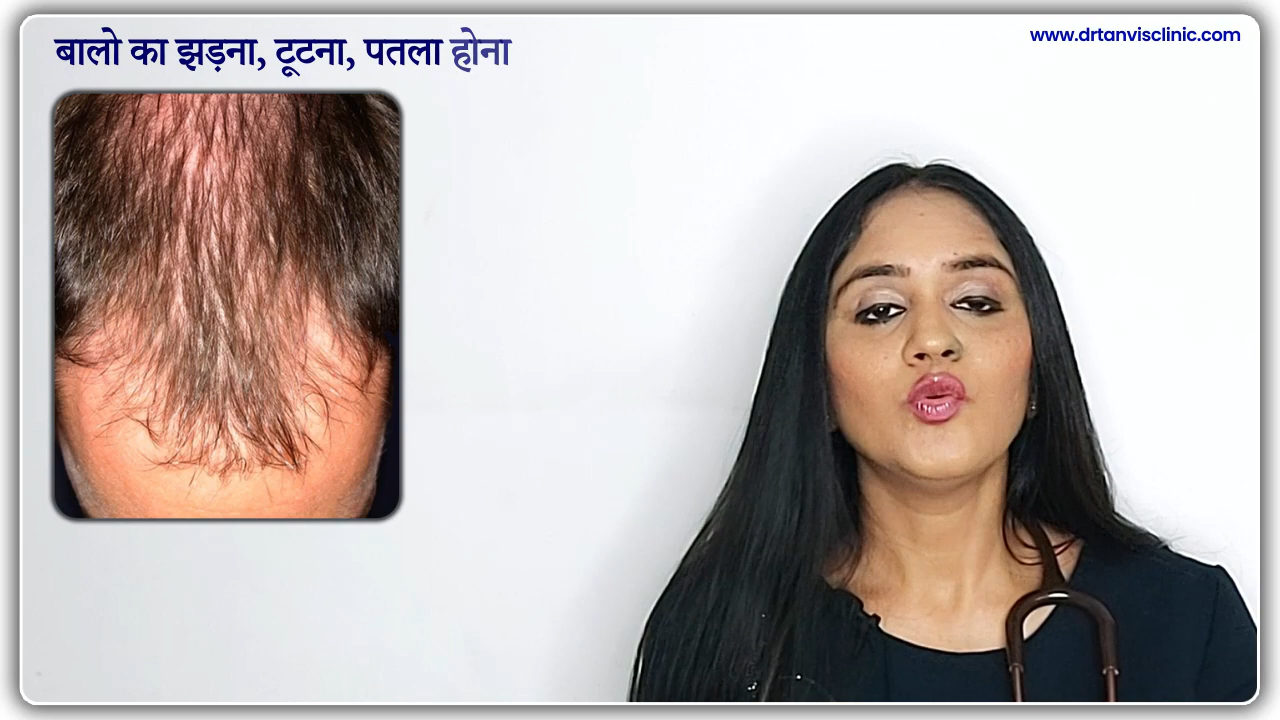 बालो का झड़ना, टूटना, पतला होना
www.drtanvisclinic.com